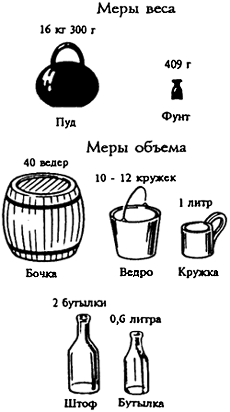 Меры веса
16 кг 300 г
409 г
Пуд
Фунт
Меры объема
40 ведер
10 - 12 кружек
1 литр
Бочка
Ведро
Кружка
2 бутылки
0,6 литра
Штоф
Бутылка